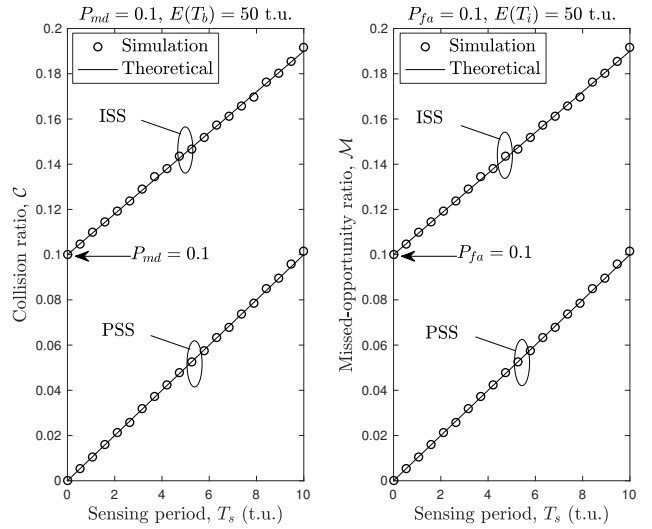 P_md = 0.1, E(T_b) = 50 t.u.
0.2
0.18
0.16
0.14
0.12
0.1
0.08
0.06
0.04
0.02
0
Collision ratio, C
Simulation
Theoretical
ISS
P_md = 0.1
PSS
0 2 4 6 8 10
Sensing period, T_s (t.u.)
P_fa = 0.1, E(T_i) = 50 t.u.
0.2
0.18
0.16
0.14
0.12
0.1
0.08
0.06
0.04
0.02
0
Missed-opportunity ratio, M
Simulation
Theoretical
ISS
P_fa = 0.1
PSS
0 2 4 6 8 10
Sensing period, T_s (t.u.)